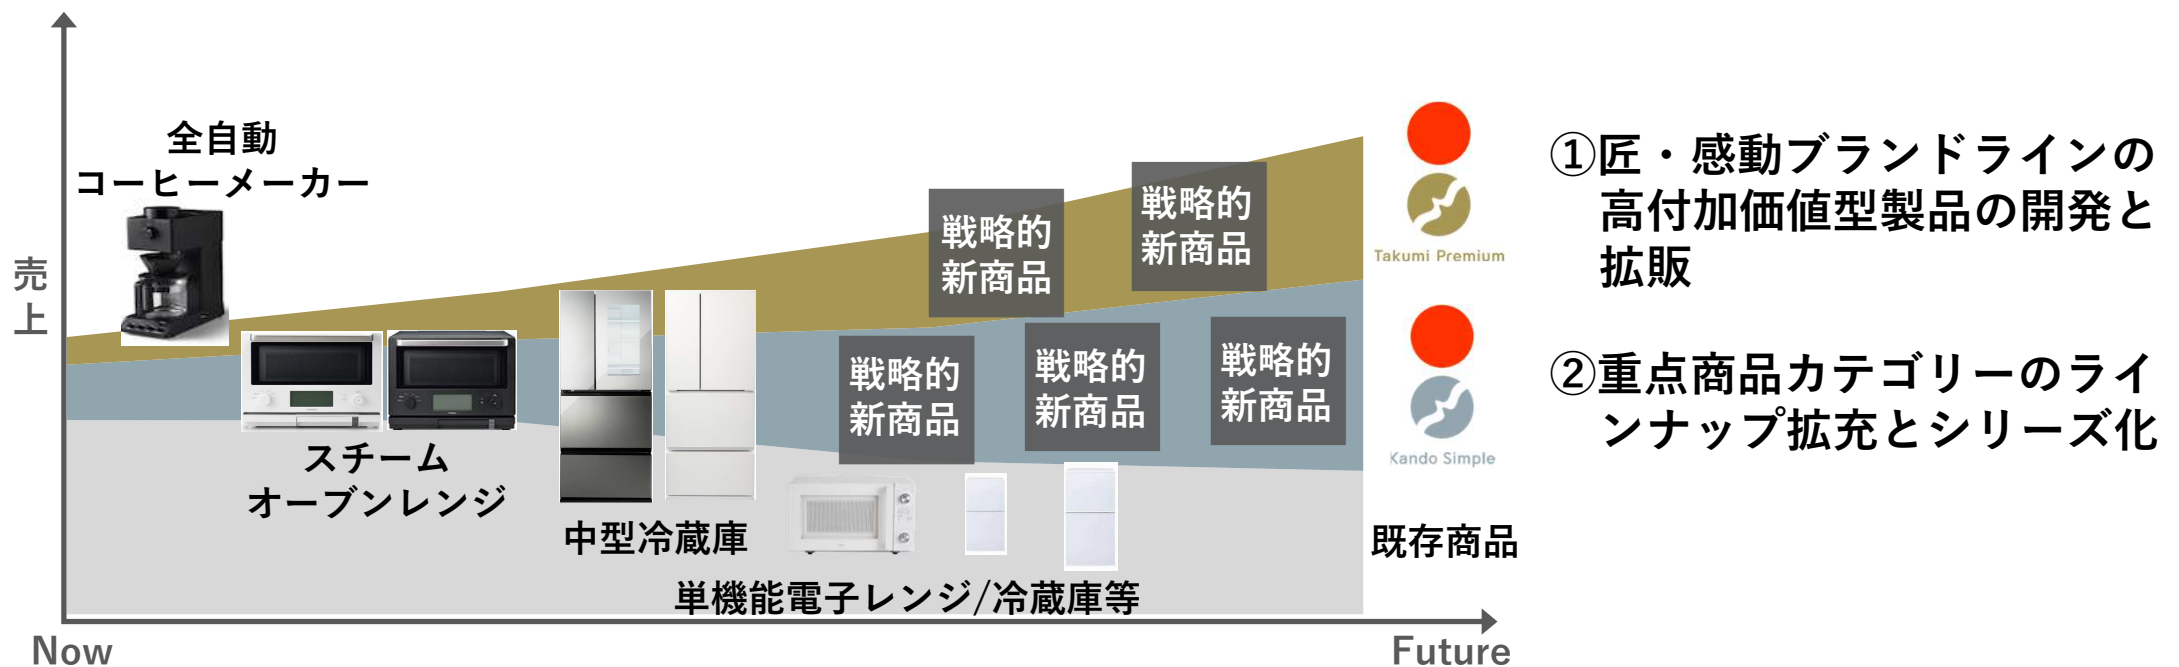 全自動
コーヒーメーカー
売
上
スチーム
オーブンレンジ
中型冷蔵庫
単機能電子レンジ/冷蔵庫等
戦略的
新商品
戦略的
新商品
戦略的
新商品
戦略的
新商品
戦略的
新商品
Takumi Premium
Kando Simple
既存商品
Now
Future
①匠・感動ブランドラインの
高付加価値型製品の開発と
拡販
②重点商品カテゴリーのライ
ンナップ拡充とシリーズ化